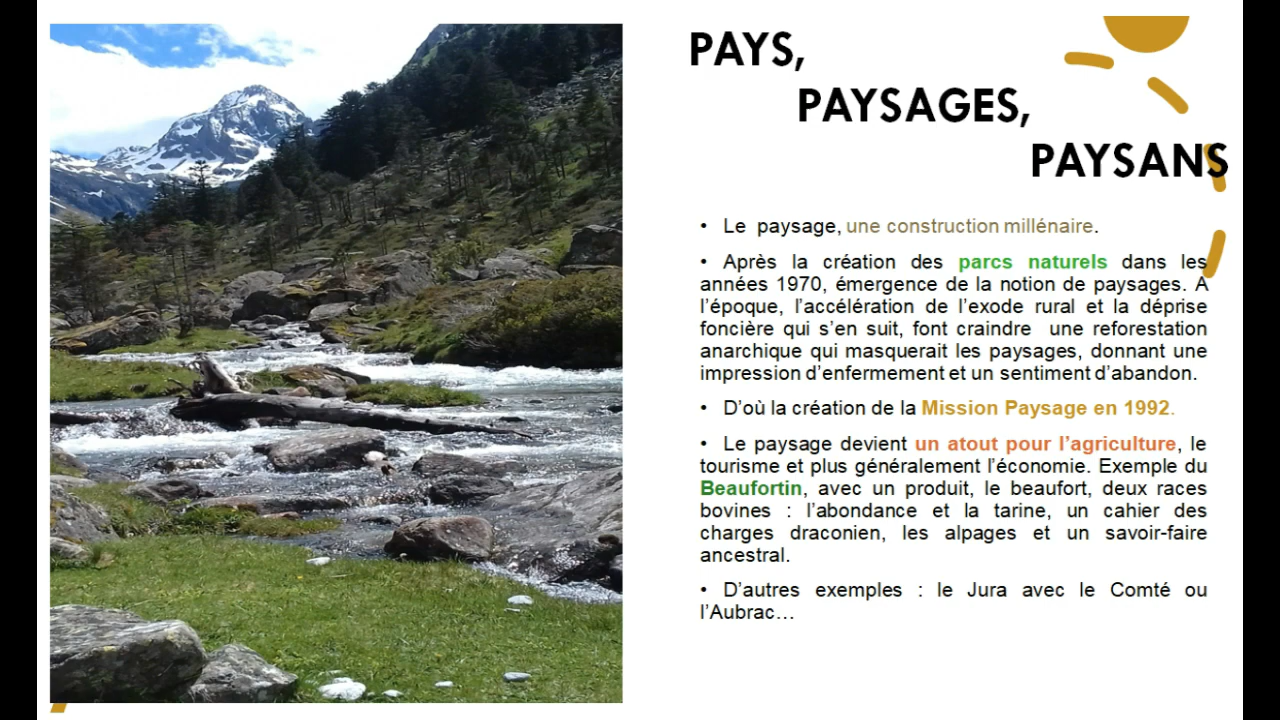 PAYS,
PAYSAGES,
PAYSANS
• Le paysage, une construction millénaire.
• Après la création des parcs naturels dans les
années 1970, émergence de la notion de paysages. A
l’époque, l’accélération de l’exode rural et la déprise
foncière qui s’en suit, font craindre une reforestation
anarchique qui masquerait les paysages, donnant une
impression d’enfermement et un sentiment d’abandon.
• D’où la création de la Mission Paysage en 1992.
• Le paysage devient un atout pour l’agriculture, le
tourisme et plus généralement l’économie. Exemple du
Beaufortin, avec un produit, le beaufort, deux races
bovines : l’abondance et la tarine, un cahier des
charges draconien, les alpages et un savoir-faire
ancestral.
• D’autres exemples : le Jura avec le Comté ou
l’Aubrac…